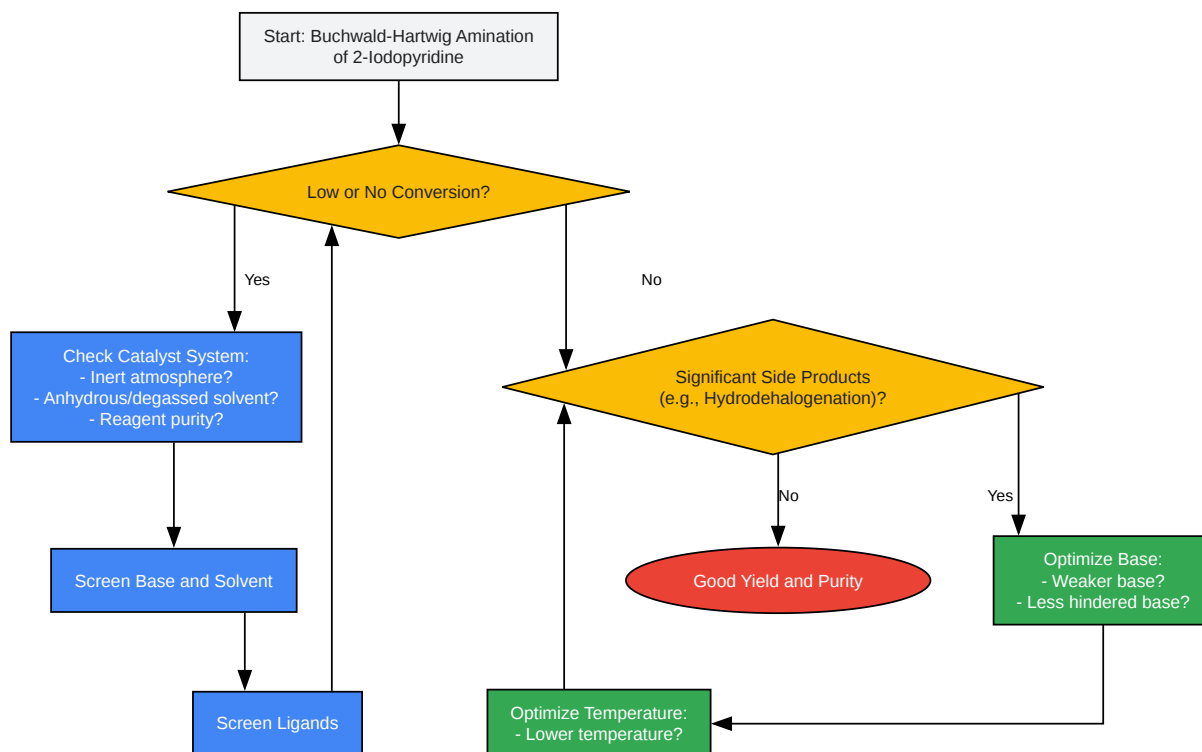 Start: Buchwald-Hartwig Amination
of 2-Iodopyridine
Low or No Conversion?
Yes
No
Check Catalyst System:
- Inert atmosphere?
- Anhydrous/degassed solvent?
- Reagent purity?
Significant Side Products
(e.g., Hydrodehalogenation)?
No
Yes
Screen Base and Solvent
Good Yield and Purity
Optimize Base:
- Weaker base?
- Less hindered base?
Screen Ligands
Optimize Temperature:
- Lower temperature?